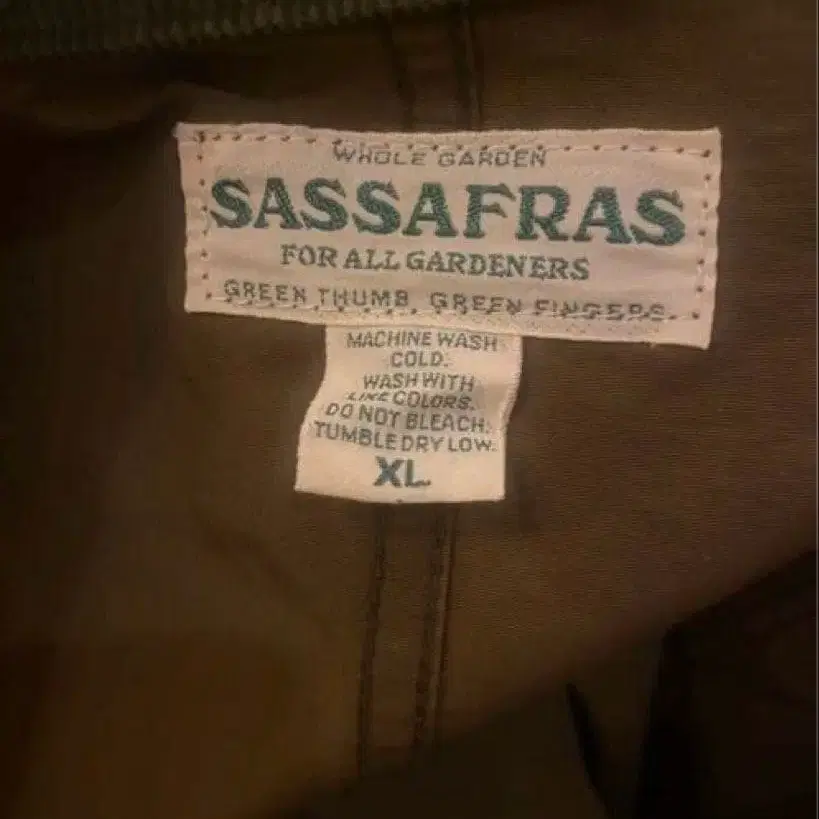 WHOLE GARDEN
SASSAFRAS
FOR ALL GARDENERS
GREEN THUMB GREEN FINGERS
MACHINE WASH
COLD.
WASH WITH
LIKE COLORS.
DO NOT BLEACH.
TUMBLE DRY LOW.
XL